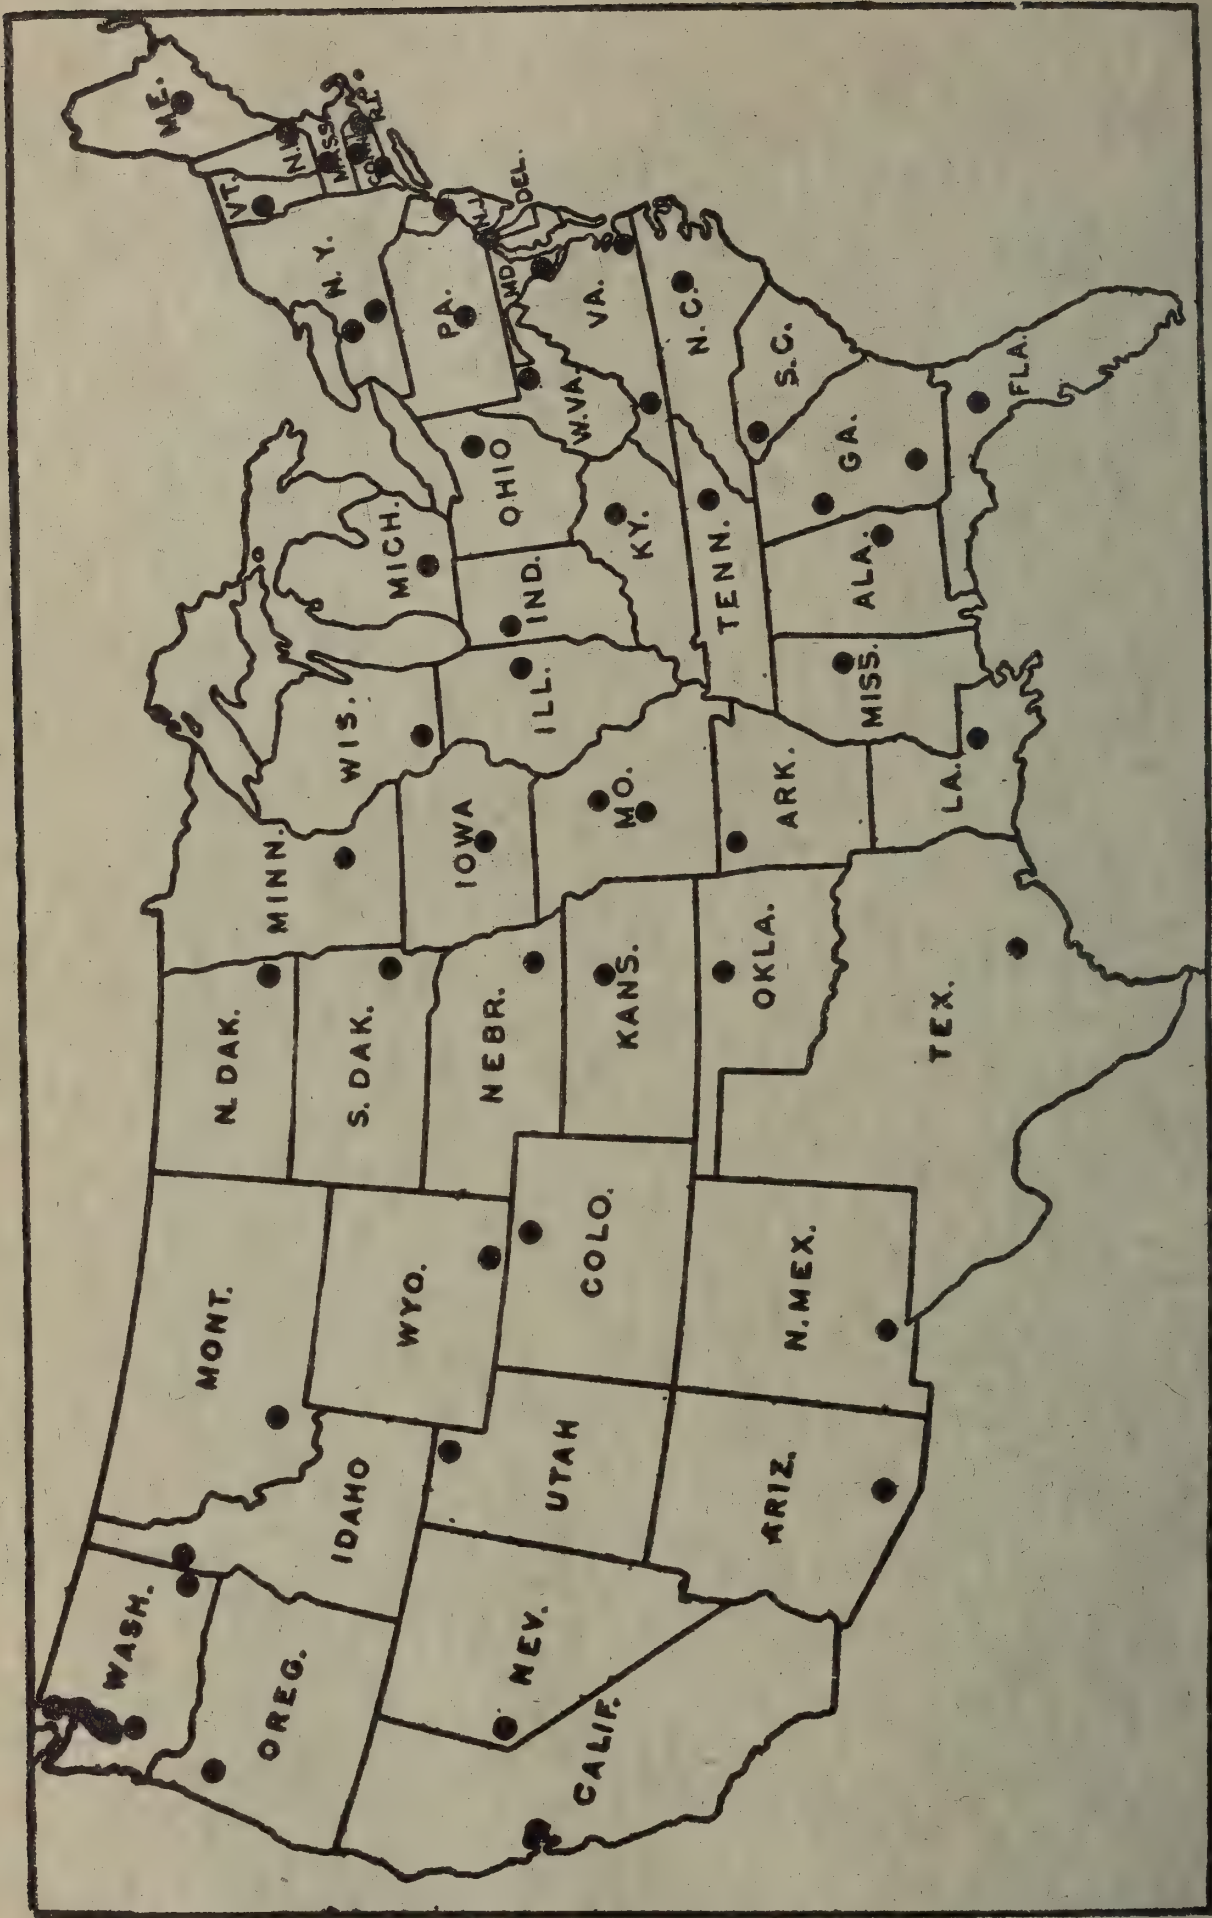 WASH.
OREG.
CALIF.
NEV.
IDAHO
MONT.
WYO.
UTAH
ARIZ.
COLO.
N.MEX.
N.DAK.
S.DAK.
NEBR.
KANS.
OKLA.
TEX.
MINN.
IOWA
MO.
ARK.
LA.
WIS.
ILL.
MISS.
MICH.
IND.
OHIO
KY.
TENN.
ALA.
GA.
FLA.
S.C.
N.C.
VA.
W.VA.
MD
DEL.
PA.
N.J.
N.Y.
VT.
N.H.
ME.
MASS
CONN
R.I.